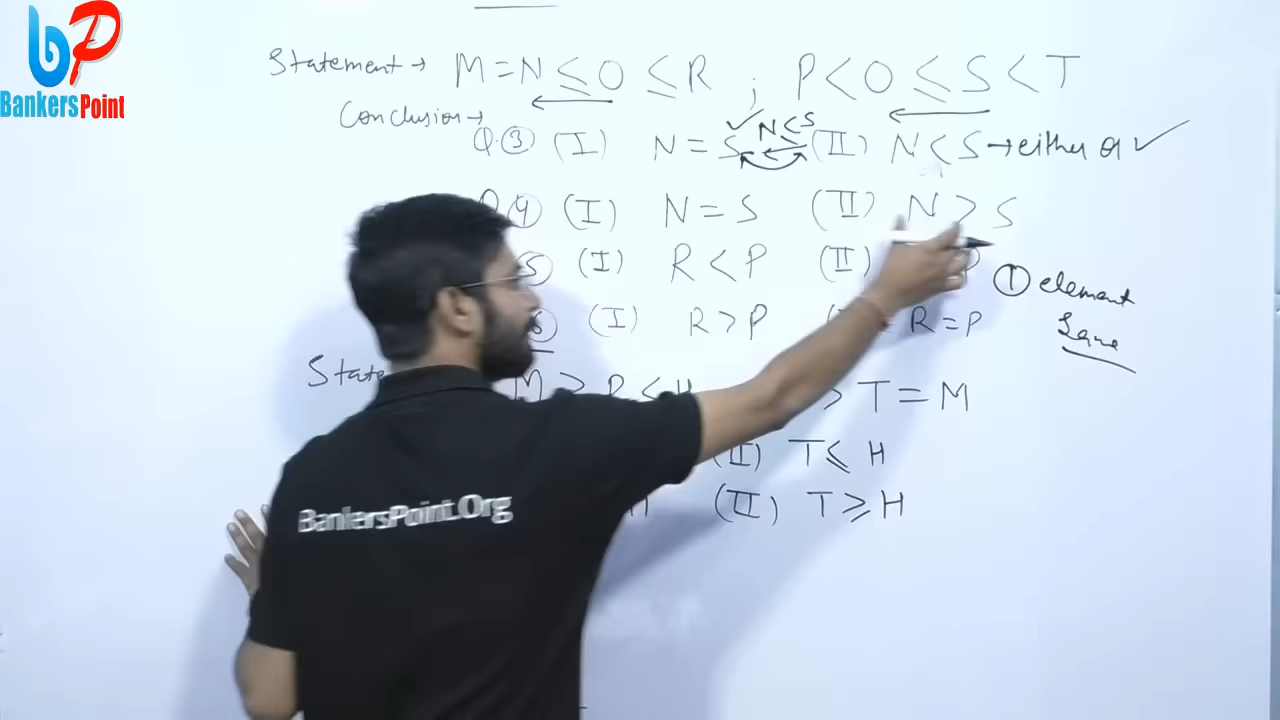 BankersPoint
Statement → M = N ≤ O ≤ R ; P < O ≤ S < T
Conclusion →
Q.③ (I) N = S ✓ N ≤ S (II) N < S → either or ✓
④ (I) N = S (II) N > S
5 (I) R < P (II) P
① element
Same
6 (I) R > P R = P
State M ≥ P < H > T = M
(II) T ≤ H
H (II) T ≥ H
BankersPoint.Org